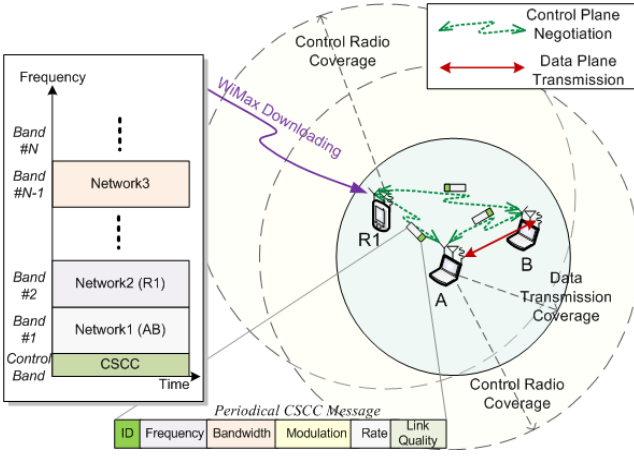 Frequency
Band
#N
Band
#N-1
Network3
Band
#2
Network2 (R1)
Band
#1
Network1 (AB)
Control
Band
CSCC
Time
Control Radio
Coverage
WiMax Downloading
Control Plane
Negotiation
Data Plane
Transmission
R1
A
B
Data
Transmission
Coverage
Control Radio
Coverage
Periodical CSCC Message
ID
Frequency
Bandwidth
Modulation
Rate
Link
Quality